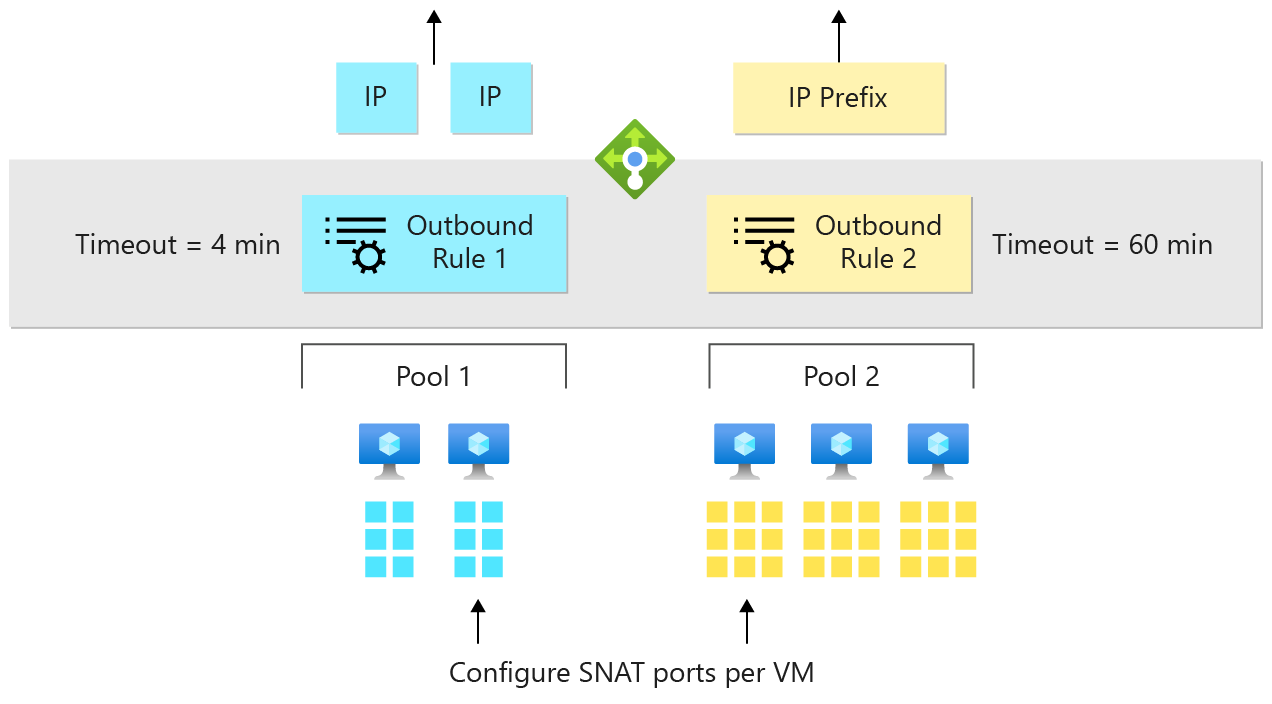 IP
IP
IP Prefix
Timeout = 4 min
Outbound
Rule 1
Outbound
Rule 2
Timeout = 60 min
Pool 1
Pool 2
Configure SNAT ports per VM